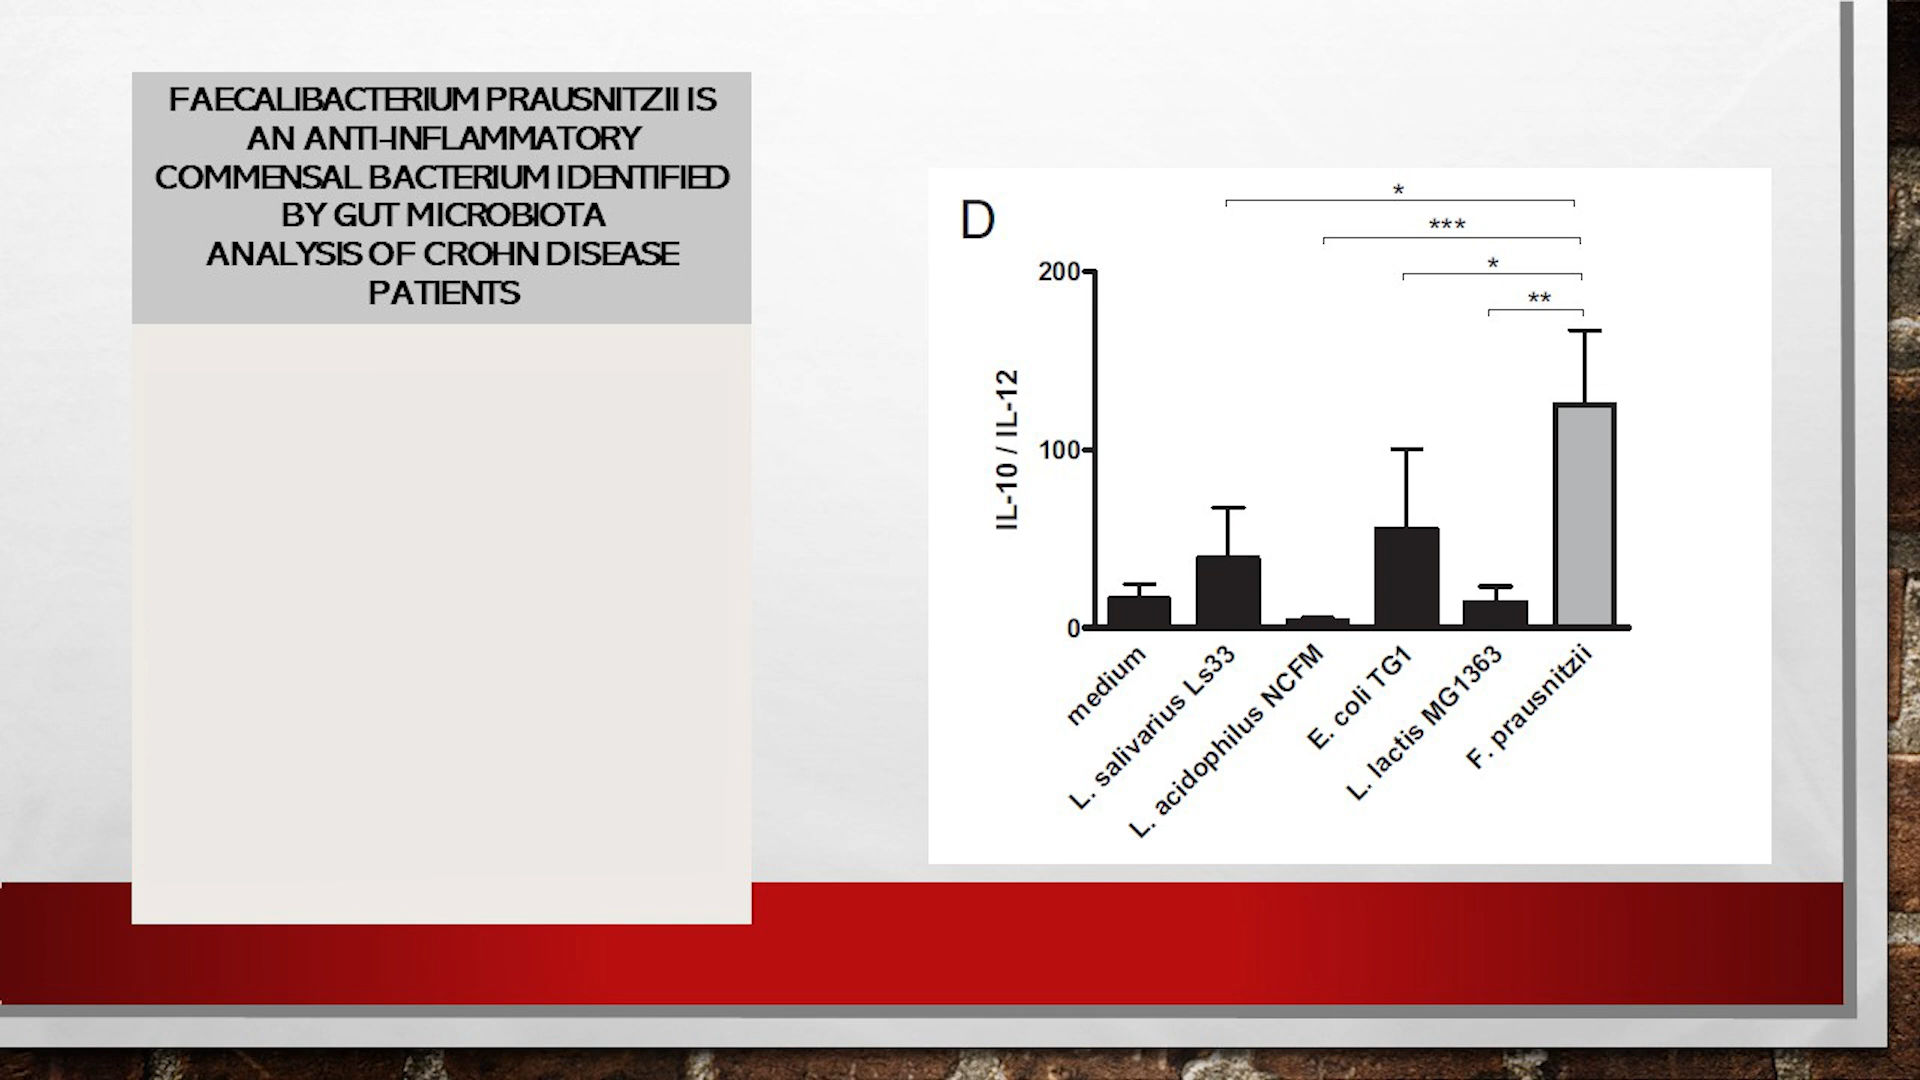 FAECALIBACTERIUM PRAUSNITZII IS
AN ANTI-INFLAMMATORY
COMMENSAL BACTERIUM IDENTIFIED
BY GUT MICROBIOTA
ANALYSIS OF CROHN DISEASE
PATIENTS
D
*
***
*
**
200
100
0
IL-10 / IL-12
medium
L. salivarius Ls33
L. acidophilus NCFM
E. coli TG1
L. lactis MG1363
F. prausnitzii